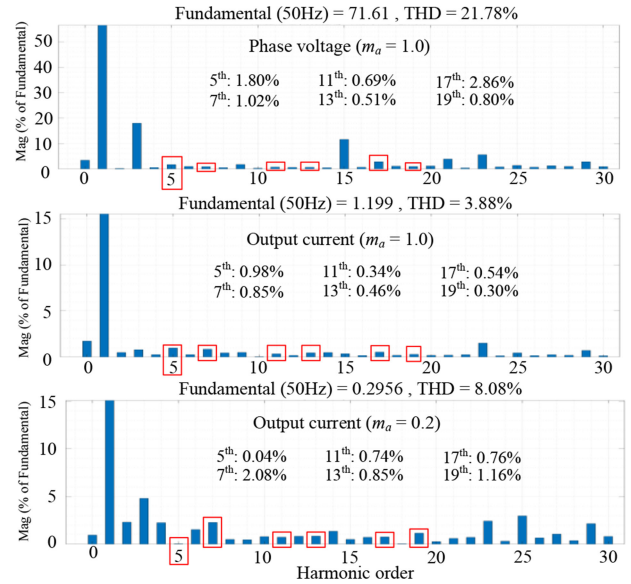 Fundamental (50Hz) = 71.61 , THD = 21.78%
Mag (% of Fundamental)
50
40
30
20
10
0
Phase voltage (mₐ = 1.0)
5ᵗʰ: 1.80% 11ᵗʰ: 0.69% 17ᵗʰ: 2.86%
7ᵗʰ: 1.02% 13ᵗʰ: 0.51% 19ᵗʰ: 0.80%
0 5 10 15 20 25 30
Fundamental (50Hz) = 1.199 , THD = 3.88%
Mag (% of Fundamental)
15
10
5
0
Output current (mₐ = 1.0)
5ᵗʰ: 0.98% 11ᵗʰ: 0.34% 17ᵗʰ: 0.54%
7ᵗʰ: 0.85% 13ᵗʰ: 0.46% 19ᵗʰ: 0.30%
0 5 10 15 20 25 30
Fundamental (50Hz) = 0.2956 , THD = 8.08%
Mag (% of Fundamental)
15
10
5
0
Output current (mₐ = 0.2)
5ᵗʰ: 0.04% 11ᵗʰ: 0.74% 17ᵗʰ: 0.76%
7ᵗʰ: 2.08% 13ᵗʰ: 0.85% 19ᵗʰ: 1.16%
0 5 10 15 20 25 30
Harmonic order